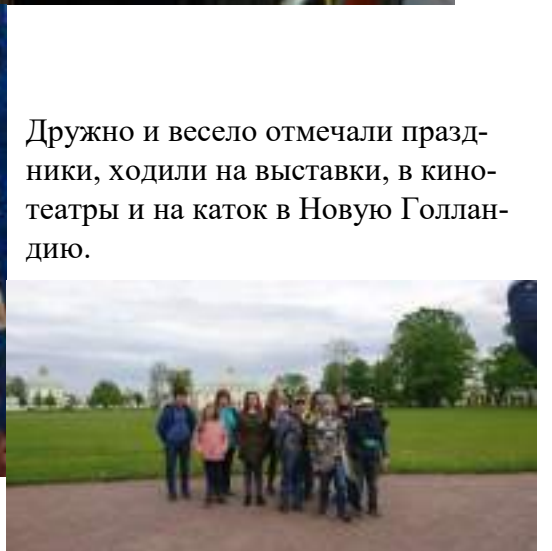 Дружно и весело отмечали празд-
ники, ходили на выставки, в кино-
театры и на каток в Новую Голлан-
дию.